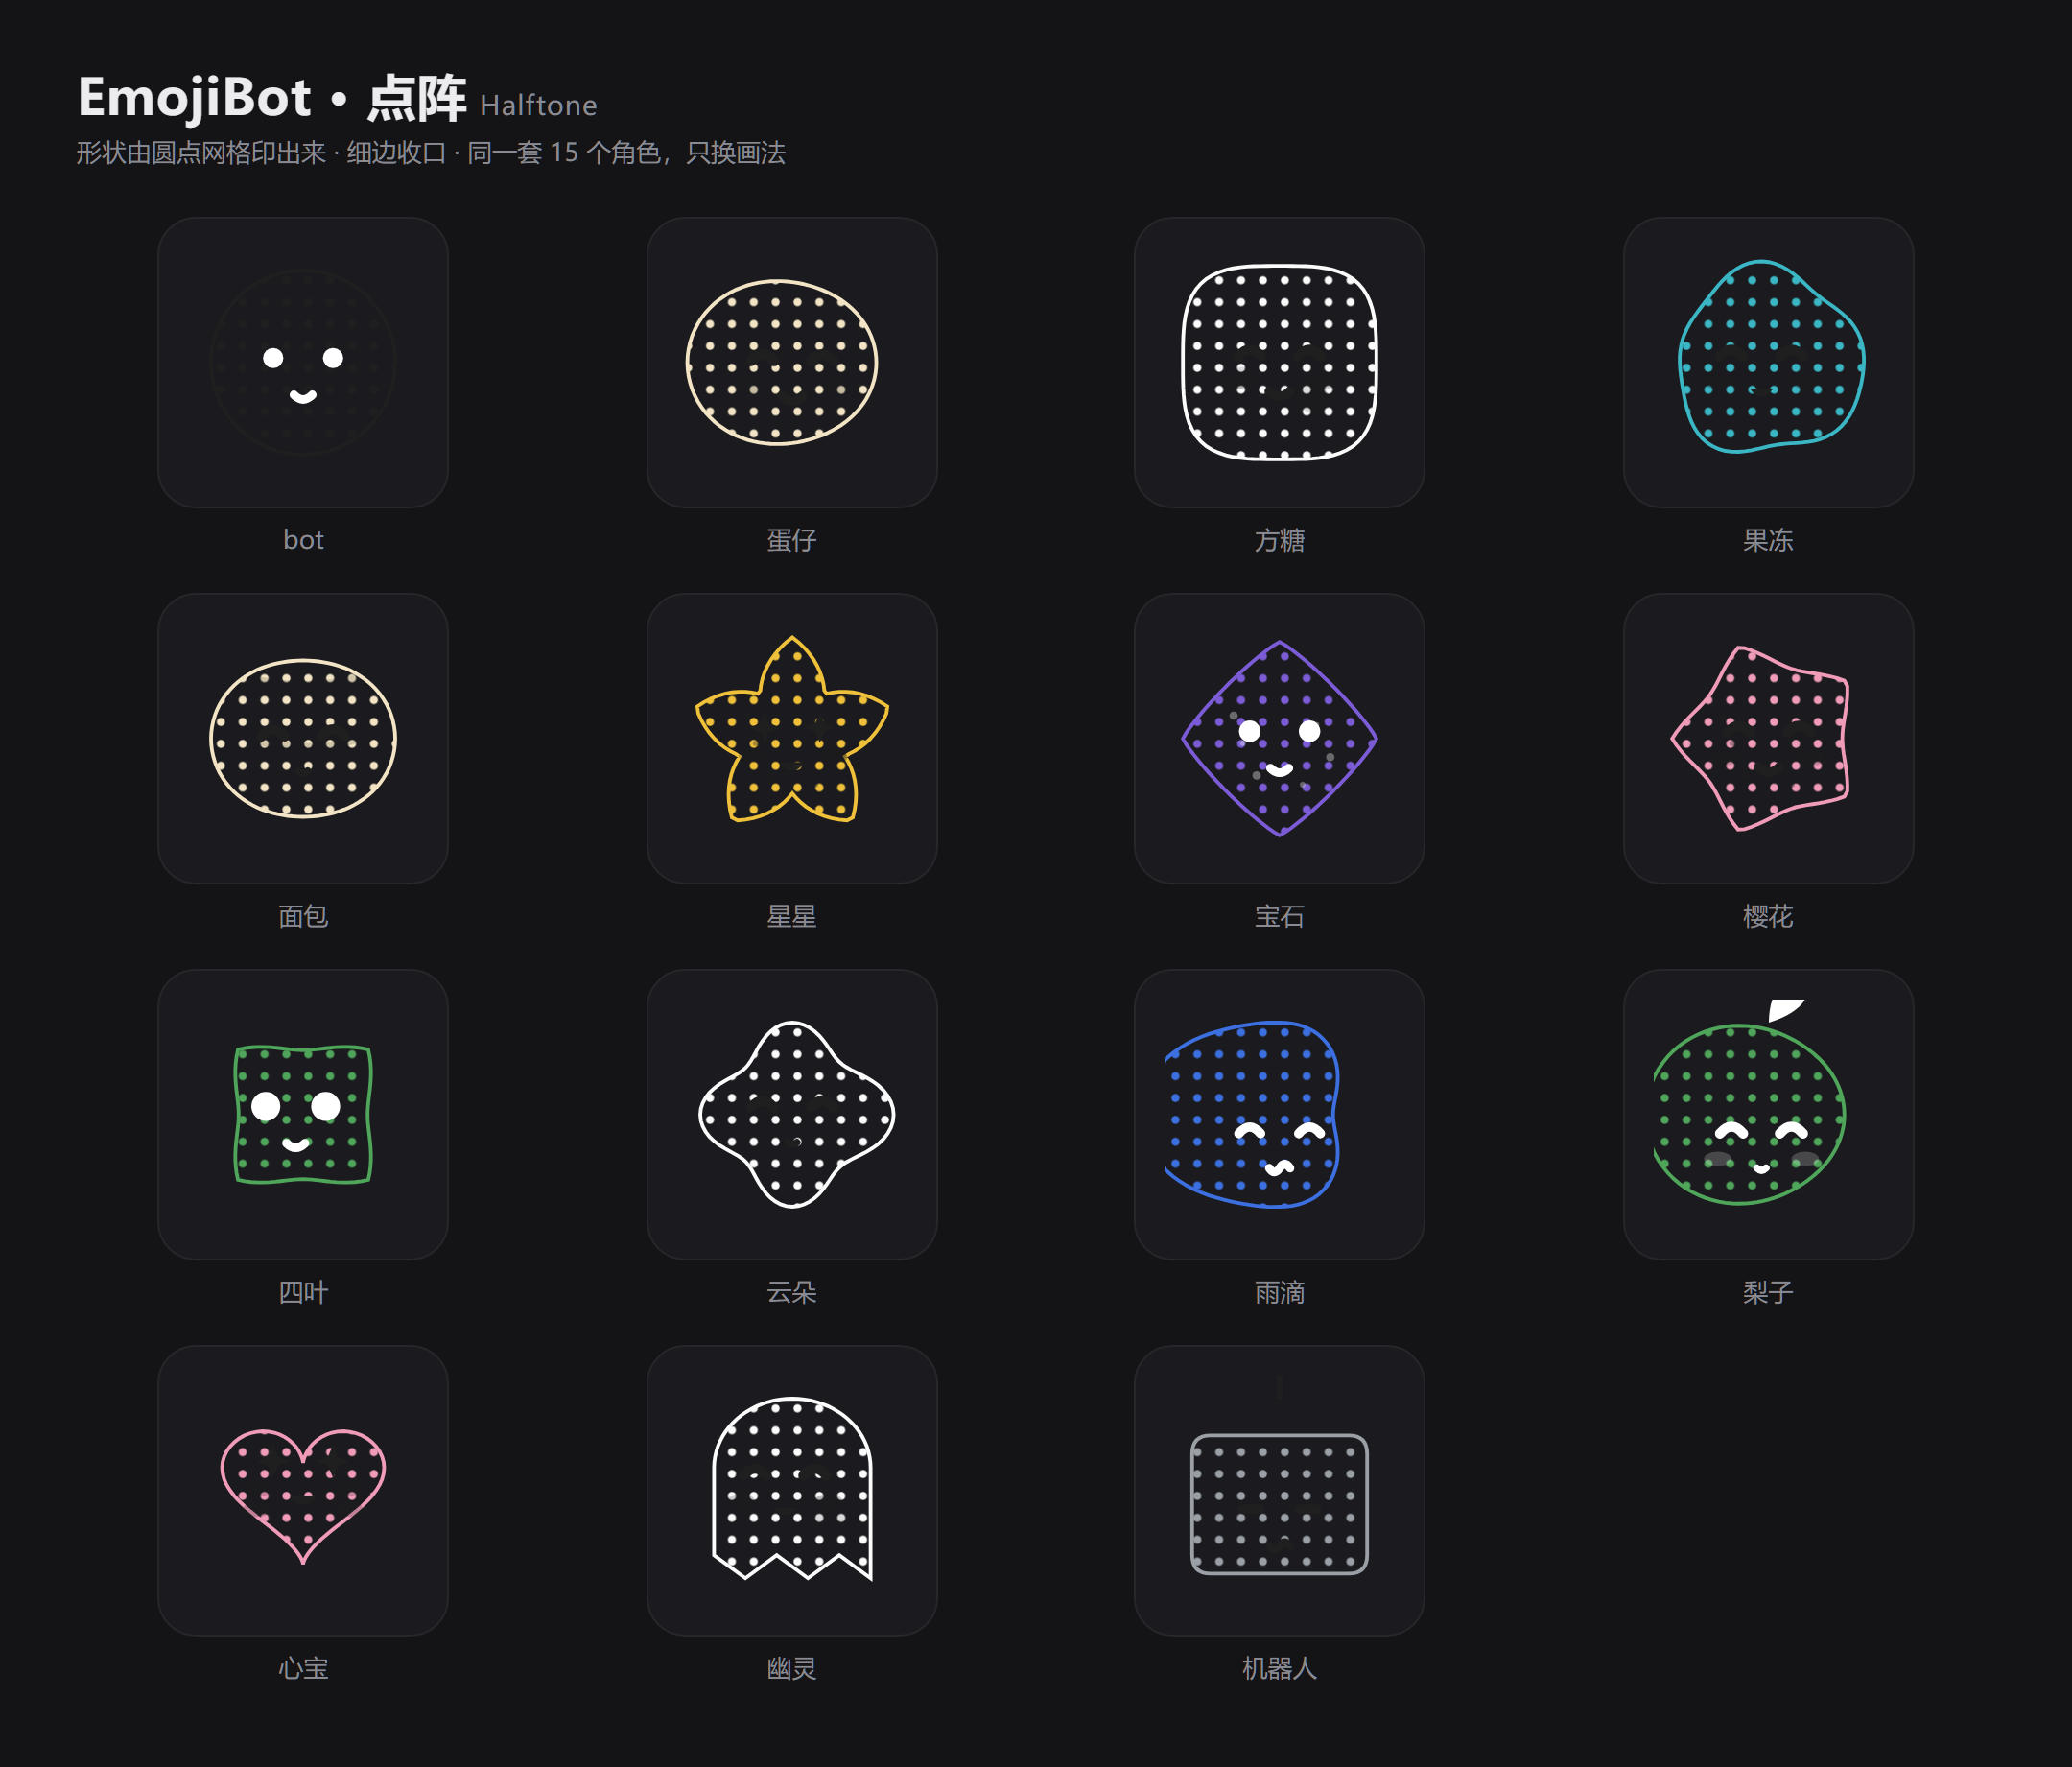 EmojiBot · 点阵 Halftone
形状由圆点网格印出来 · 细边收口 · 同一套 15 个角色，只换画法
bot
蛋仔
方糖
果冻
面包
星星
宝石
樱花
四叶
云朵
雨滴
梨子
心宝
幽灵
机器人